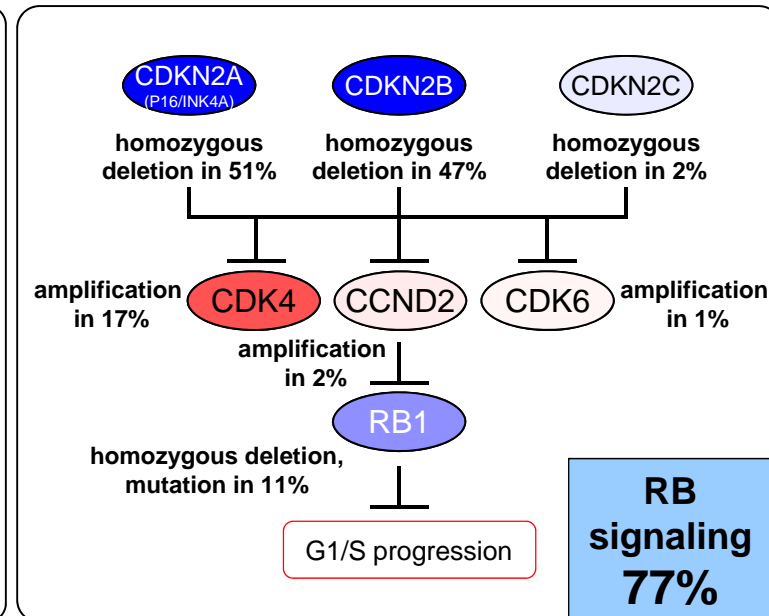 CDKN2A
(P16/INK4A)
CDKN2B
CDKN2C
homozygous
deletion in 51%
homozygous
deletion in 47%
homozygous
deletion in 2%
amplification
in 17%
CDK4
CCND2
CDK6
amplification
in 1%
amplification
in 2%
RB1
homozygous deletion,
mutation in 11%
G1/S progression
RB
signaling
77%